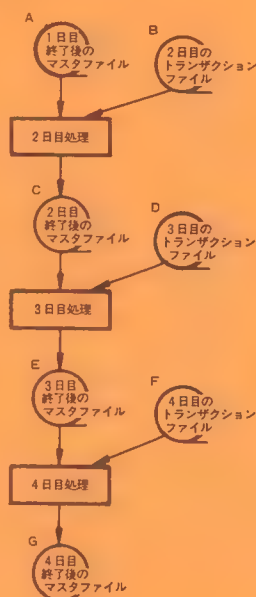 A
1日目
終了後の
マスタファイル
B
2日目の
トランザクション
ファイル
2日目処理
C
2日目
終了後の
マスタファイル
D
3日目の
トランザクション
ファイル
3日目処理
E
3日目
終了後の
マスタファイル
F
4日目の
トランザクション
ファイル
4日目処理
G
4日目
終了後の
マスタファイル